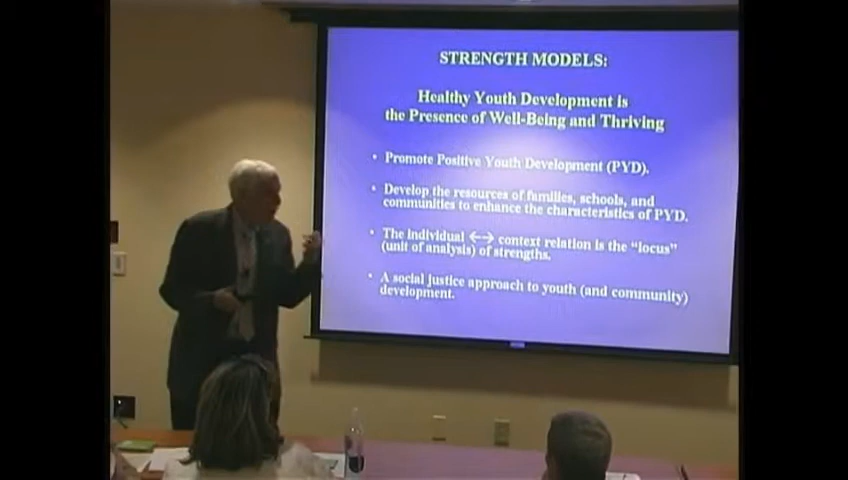 STRENGTH MODELS:
Healthy Youth Development is
the Presence of Well-Being and Thriving
• Promote Positive Youth Development (PYD).
• Develop the resources of families, schools, and
communities to enhance the characteristics of PYD.
• The individual ↔ context relation is the "locus"
(unit of analysis) of strengths.
• A social justice approach to youth (and community)
development.